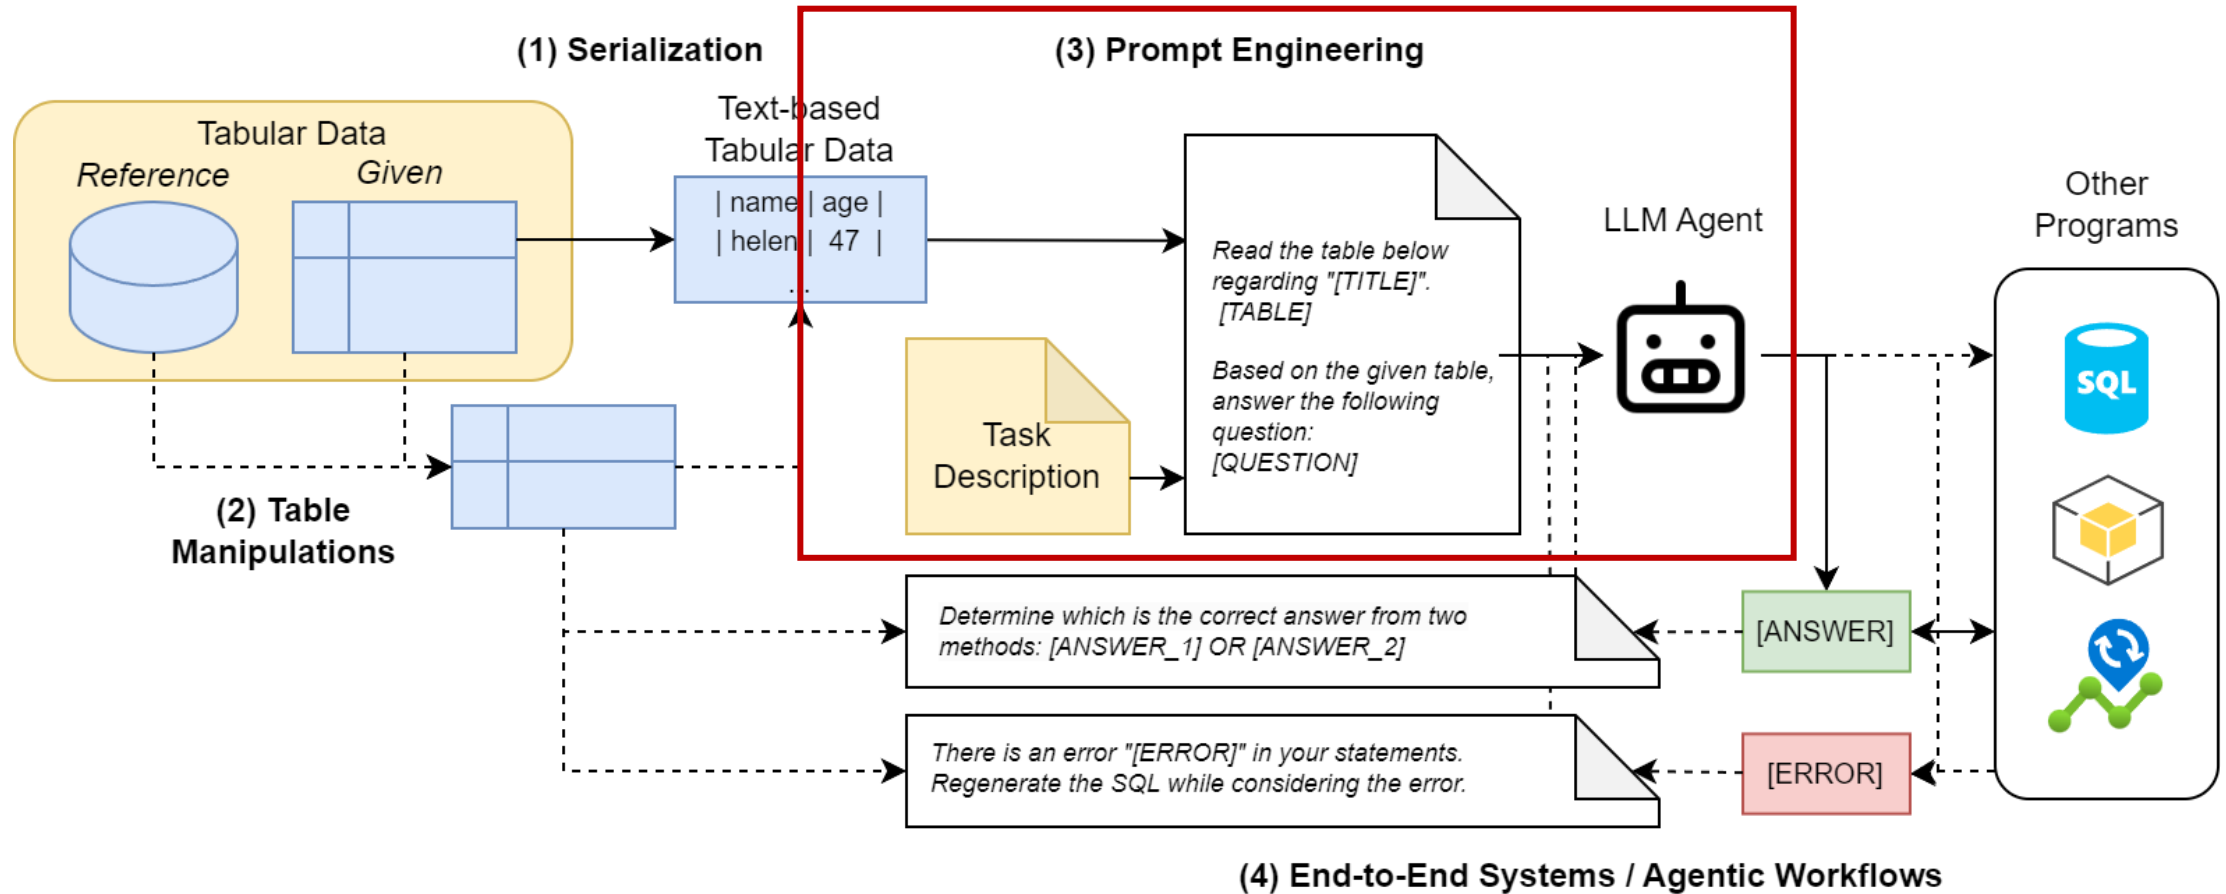 (1) Serialization
(3) Prompt Engineering
Tabular Data
Reference
Given
Text-based
Tabular Data
| name | age |
| helen | 47 |
...
(2) Table
Manipulations
Task
Description
Read the table below
regarding "[TITLE]".
[TABLE]
Based on the given table,
answer the following
question:
[QUESTION]
LLM Agent
Other
Programs
SQL
Determine which is the correct answer from two
methods: [ANSWER_1] OR [ANSWER_2]
[ANSWER]
There is an error "[ERROR]" in your statements.
Regenerate the SQL while considering the error.
[ERROR]
(4) End-to-End Systems / Agentic Workflows